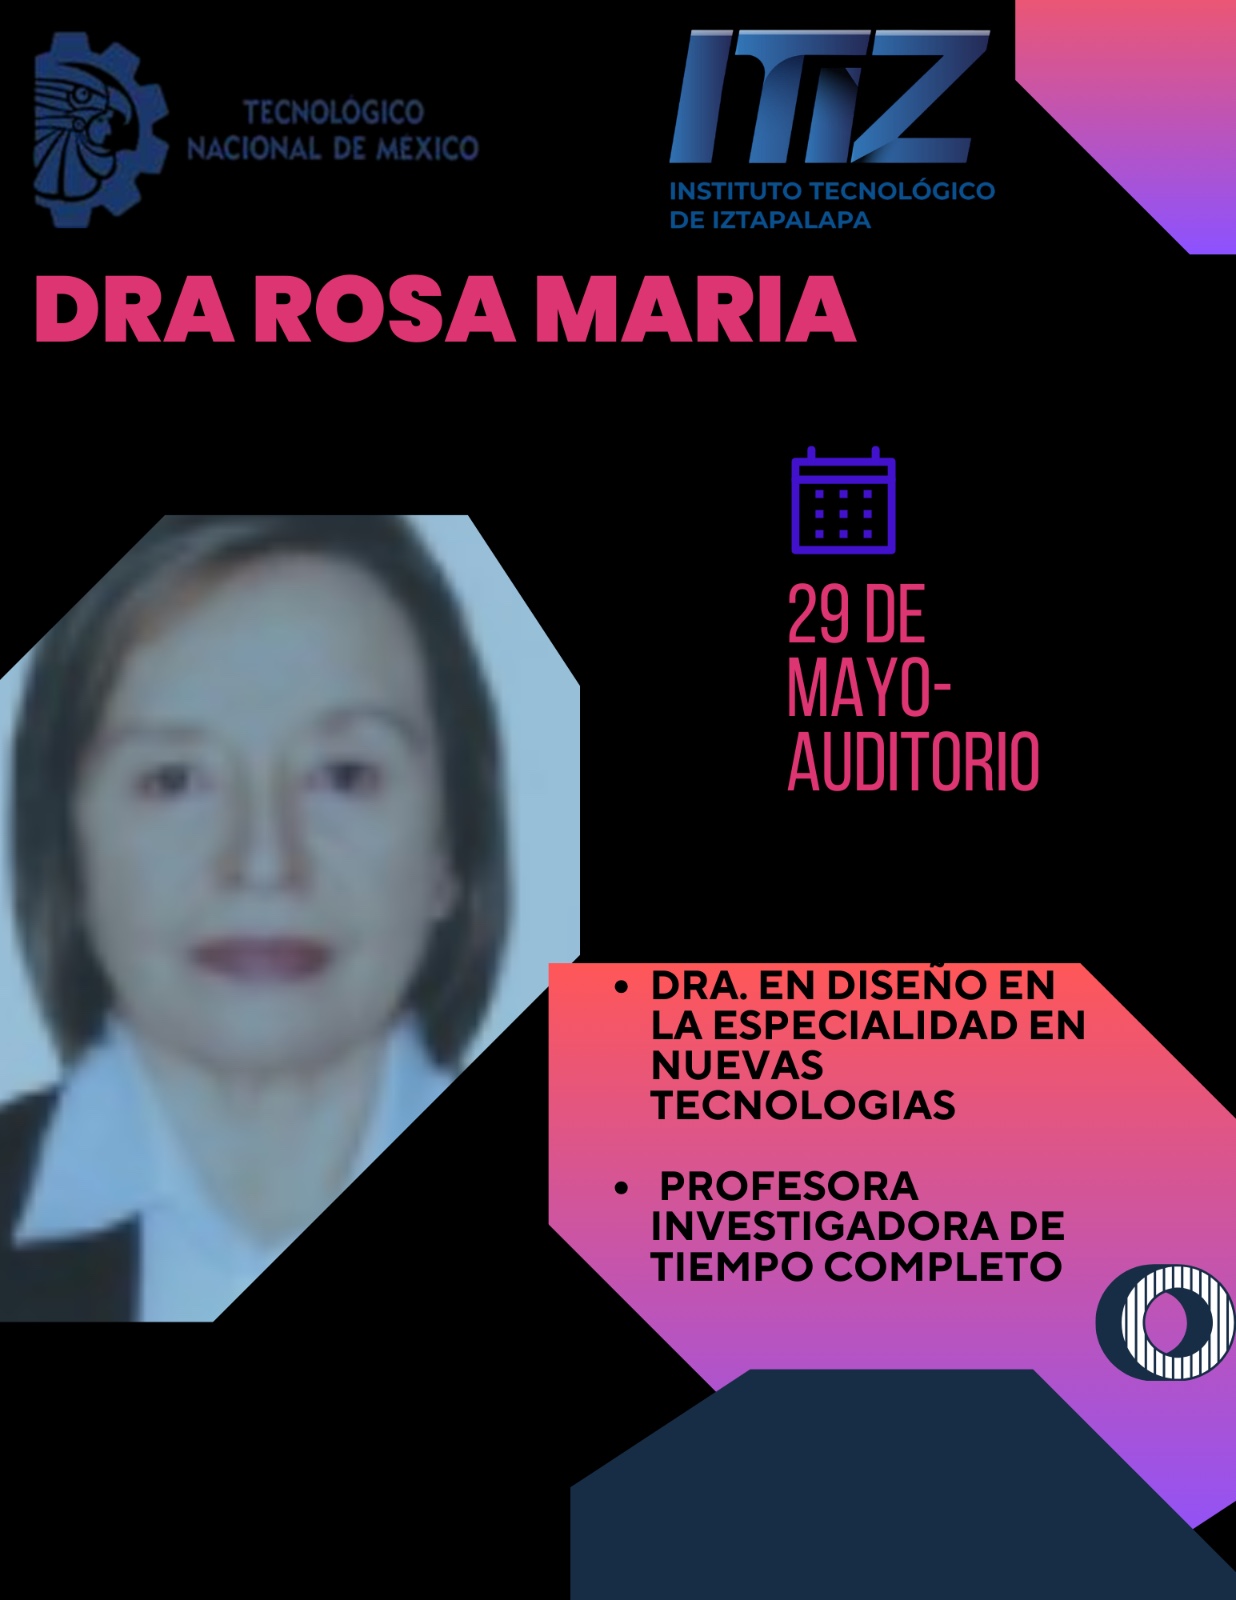 TECNOLÓGICO
NACIONAL DE MÉXICO
ITIZ
INSTITUTO TECNOLÓGICO
DE IZTAPALAPA
DRA ROSA MARIA
29 DE
MAYO-
AUDITORIO
• DRA. EN DISEÑO EN
LA ESPECIALIDAD EN
NUEVAS
TECNOLOGIAS
• PROFESORA
INVESTIGADORA DE
TIEMPO COMPLETO